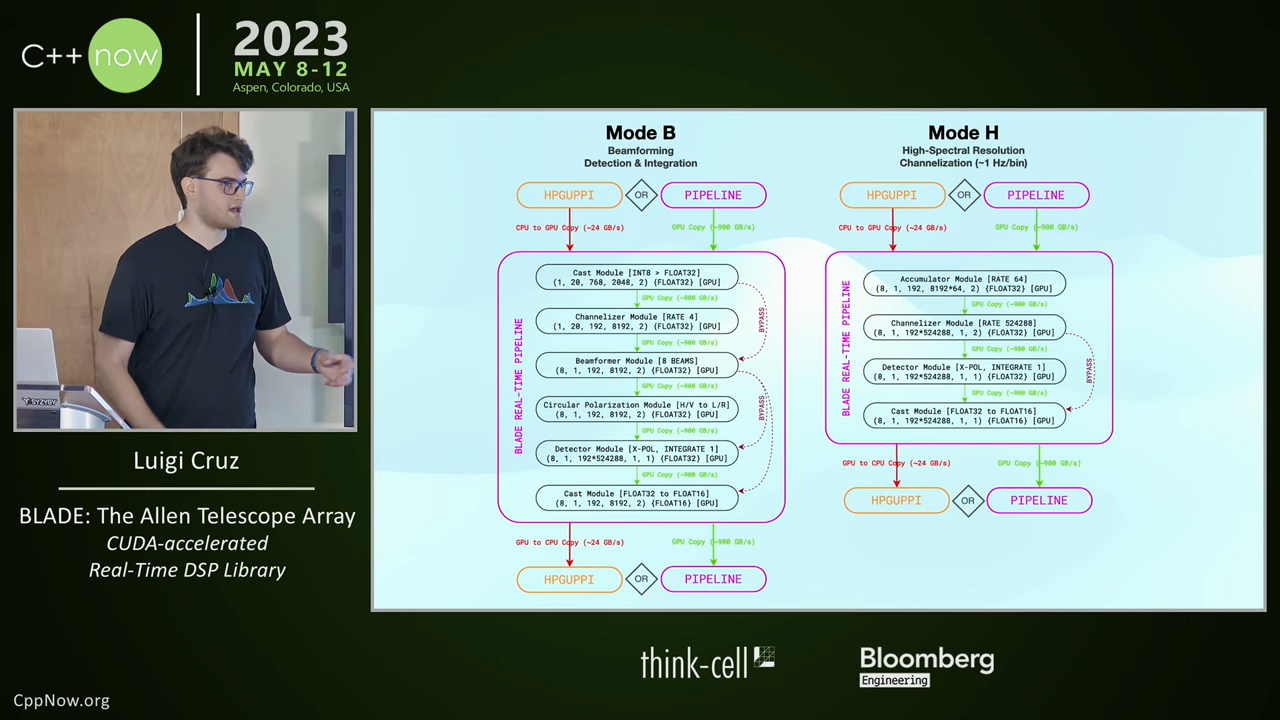 C++ now
2023
MAY 8-12
Aspen, Colorado, USA
SYZYGY
Luigi Cruz
BLADE: The Allen Telescope Array
CUDA-accelerated
Real-Time DSP Library
CppNow.org
Mode B
Beamforming
Detection & Integration
HPGUPPI
OR
PIPELINE
CPU to GPU Copy (~24 GB/s)
GPU Copy (~900 GB/s)
BLADE REAL-TIME PIPELINE
Cast Module [INT8 > FLOAT32]
(1, 20, 768, 2048, 2) {FLOAT32} [GPU]
GPU Copy (~900 GB/s)
Channelizer Module [RATE 4]
(1, 20, 192, 8192, 2) {FLOAT32} [GPU]
BYPASS
GPU Copy (~900 GB/s)
Beamformer Module [8 BEAMS]
(8, 1, 192, 8192, 2) {FLOAT32} [GPU]
GPU Copy (~900 GB/s)
Circular Polarization Module [H/V to L/R]
(8, 1, 192, 8192, 2) {FLOAT32} [GPU]
BYPASS
GPU Copy (~900 GB/s)
Detector Module [X-POL, INTEGRATE 1]
(8, 1, 192*524288, 1, 1) {FLOAT32} [GPU]
GPU Copy (~900 GB/s)
Cast Module [FLOAT32 to FLOAT16]
(8, 1, 192, 8192, 2) {FLOAT16} [GPU]
GPU to CPU Copy (~24 GB/s)
GPU Copy (~900 GB/s)
HPGUPPI
OR
PIPELINE
Mode H
High-Spectral Resolution
Channelization (~1 Hz/bin)
HPGUPPI
OR
PIPELINE
CPU to GPU Copy (~24 GB/s)
GPU Copy (~900 GB/s)
BLADE REAL-TIME PIPELINE
Accumulator Module [RATE 64]
(8, 1, 192, 8192*64, 2) {FLOAT32} [GPU]
GPU Copy (~900 GB/s)
Channelizer Module [RATE 524288]
(8, 1, 192*524288, 1, 2) {FLOAT32} [GPU]
GPU Copy (~900 GB/s)
BYPASS
Detector Module [X-POL, INTEGRATE 1]
(8, 1, 192*524288, 1, 1) {FLOAT32} [GPU]
GPU Copy (~900 GB/s)
Cast Module [FLOAT32 to FLOAT16]
(8, 1, 192*524288, 1, 1) {FLOAT16} [GPU]
GPU to CPU Copy (~24 GB/s)
GPU Copy (~900 GB/s)
HPGUPPI
OR
PIPELINE
think-cell
Bloomberg
Engineering